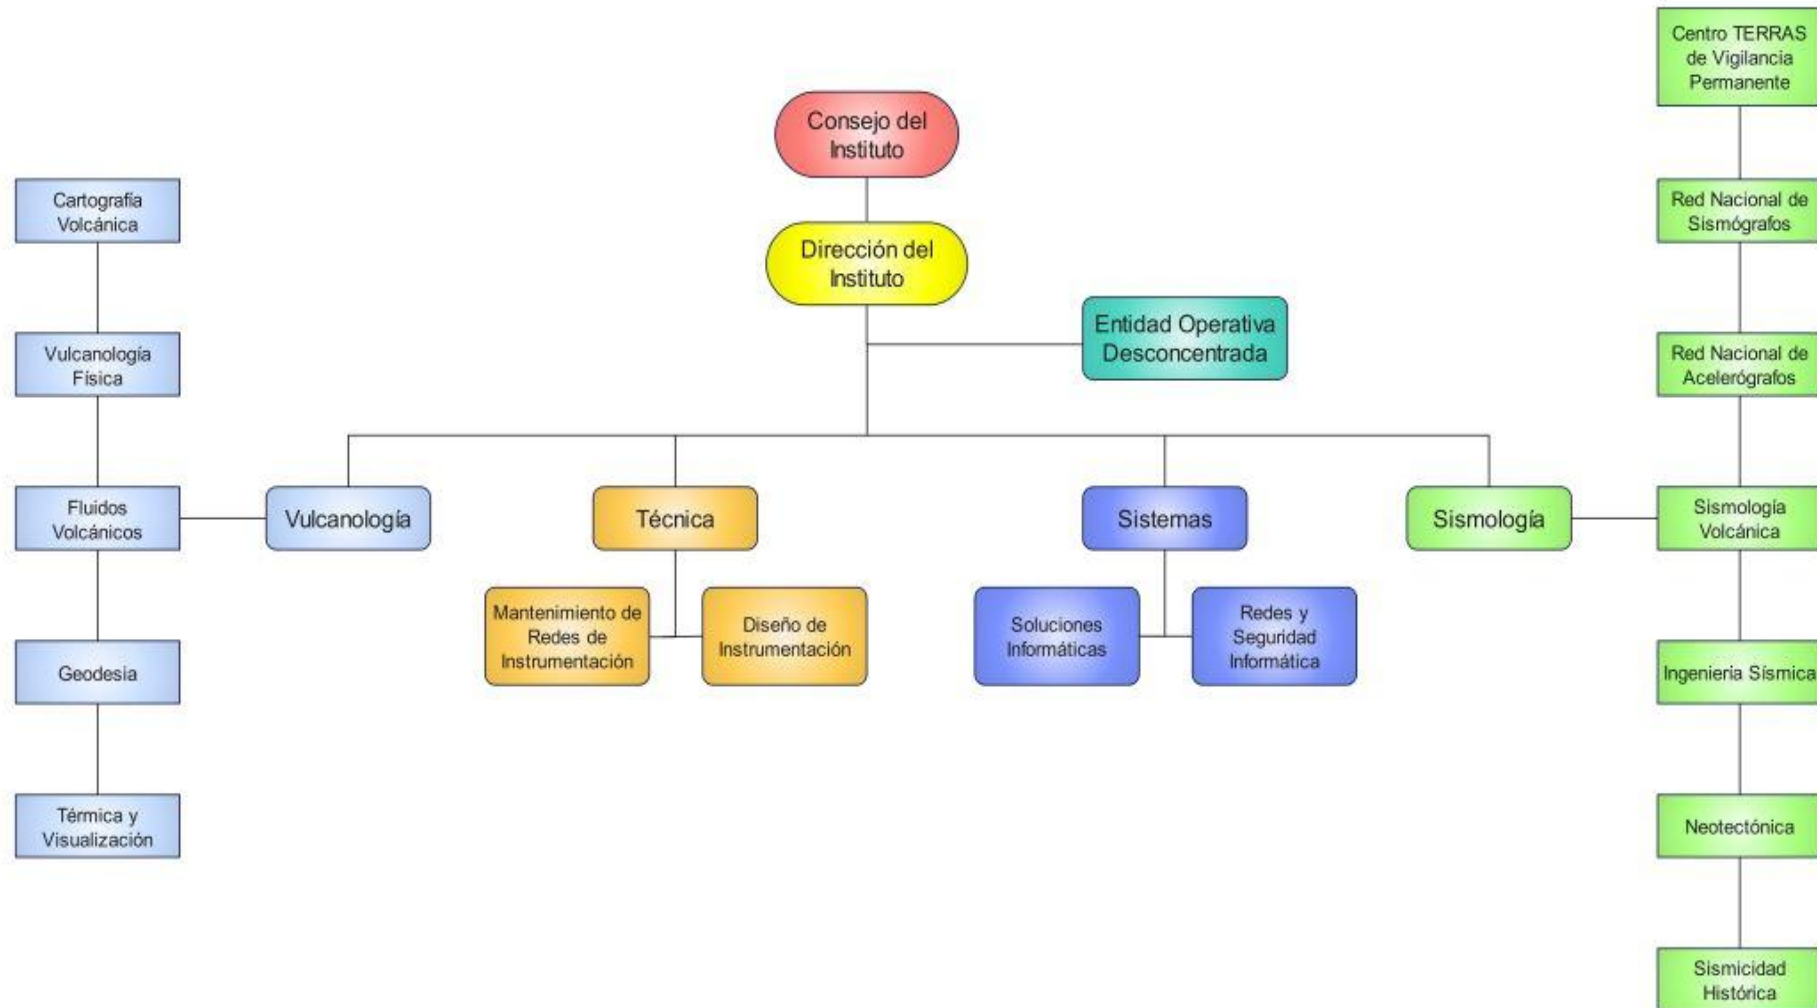 Centro TERRAS
de Vigilancia
Permanente
Consejo del
Instituto
Cartografía
Volcánica
Red Nacional de
Sismógrafos
Dirección del
Instituto
Entidad Operativa
Desconcentrada
Vulcanología
Física
Red Nacional de
Acelerógrafos
Fluidos
Volcánicos
Vulcanología
Técnica
Sistemas
Sismología
Sismología
Volcánica
Mantenimiento de
Redes de
Instrumentación
Diseño de
Instrumentación
Soluciones
Informáticas
Redes y
Seguridad
Informática
Geodesia
Ingeniería Sísmica
Térmica y
Visualización
Neotectónica
Sismicidad
Histórica